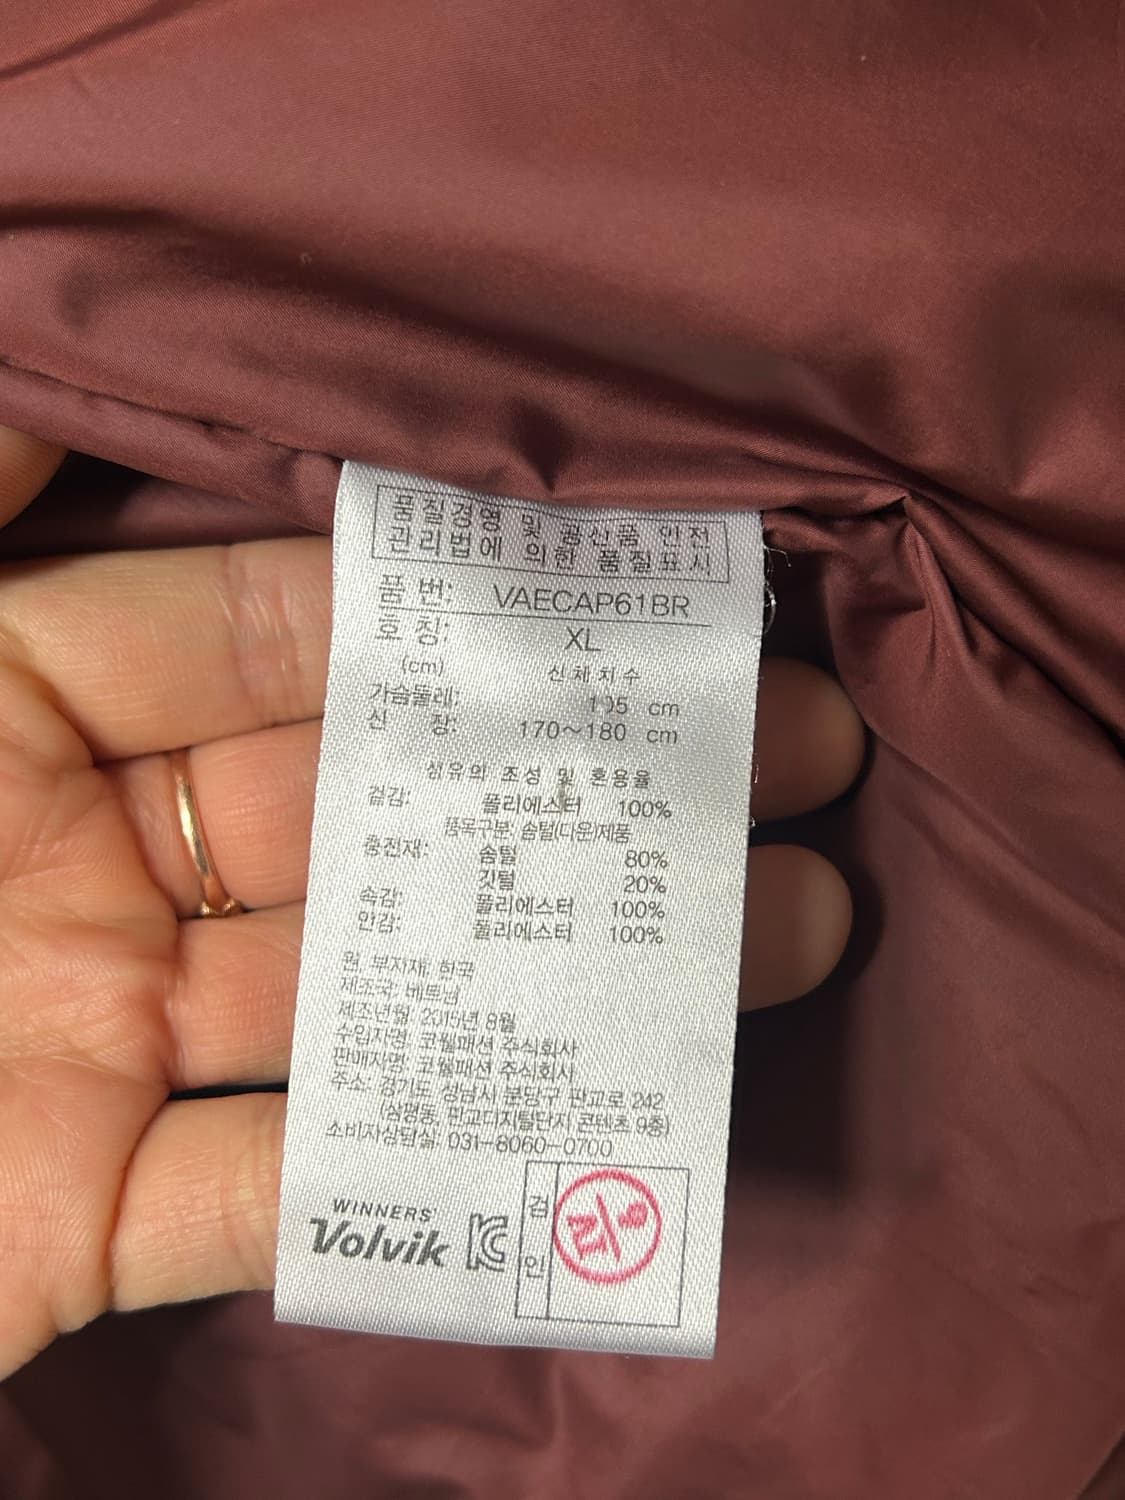 품질경영 및 공산품 안전
관리법에 의한 품질표시
품 번: VAECAP61BR
호 칭: XL
(cm) 신체치수
가슴둘레: 105 cm
신 장: 170~180 cm
섬유의 조성 및 혼용율
겉감: 폴리에스터 100%
품목구분: 솜털(다운)제품
충전재: 솜털 80%
깃털 20%
속감: 폴리에스터 100%
안감: 폴리에스터 100%
원, 부자재: 한국
제조국: 베트남
제조년월: 2015년 8월
수입자명: 코웰패션 주식회사
판매자명: 코웰패션 주식회사
주소: 경기도 성남시 분당구 판교로 242
(삼평동, 판교디지털단지 콘텐츠 9층)
소비자상담실: 031-8060-0700
WINNERS'
Volvik
검
인